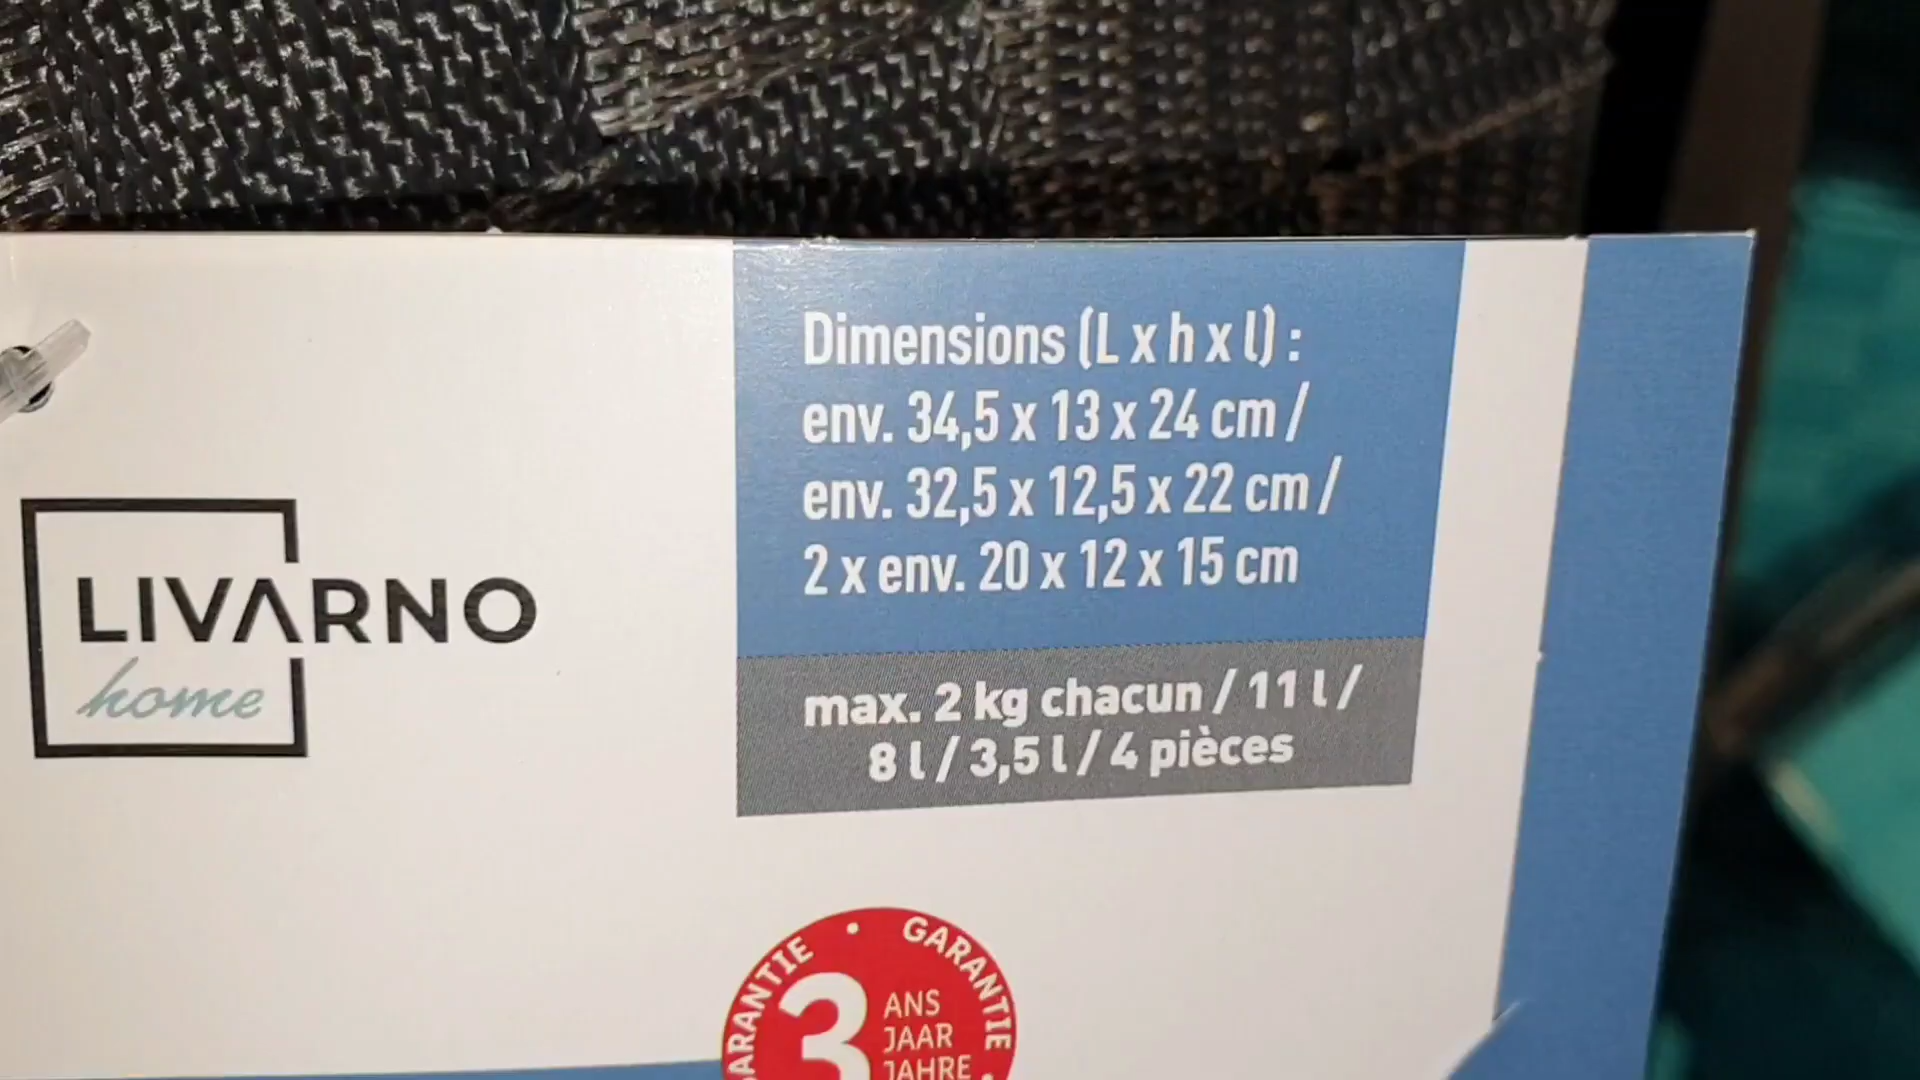 Dimensions (L x h x l) :
env. 34,5 x 13 x 24 cm /
env. 32,5 x 12,5 x 22 cm /
2 x env. 20 x 12 x 15 cm
LIVARNO
home
max. 2 kg chacun / 11 l /
8 l / 3,5 l / 4 pièces
GARANTIE
3
ANS
JAAR
JAHRE